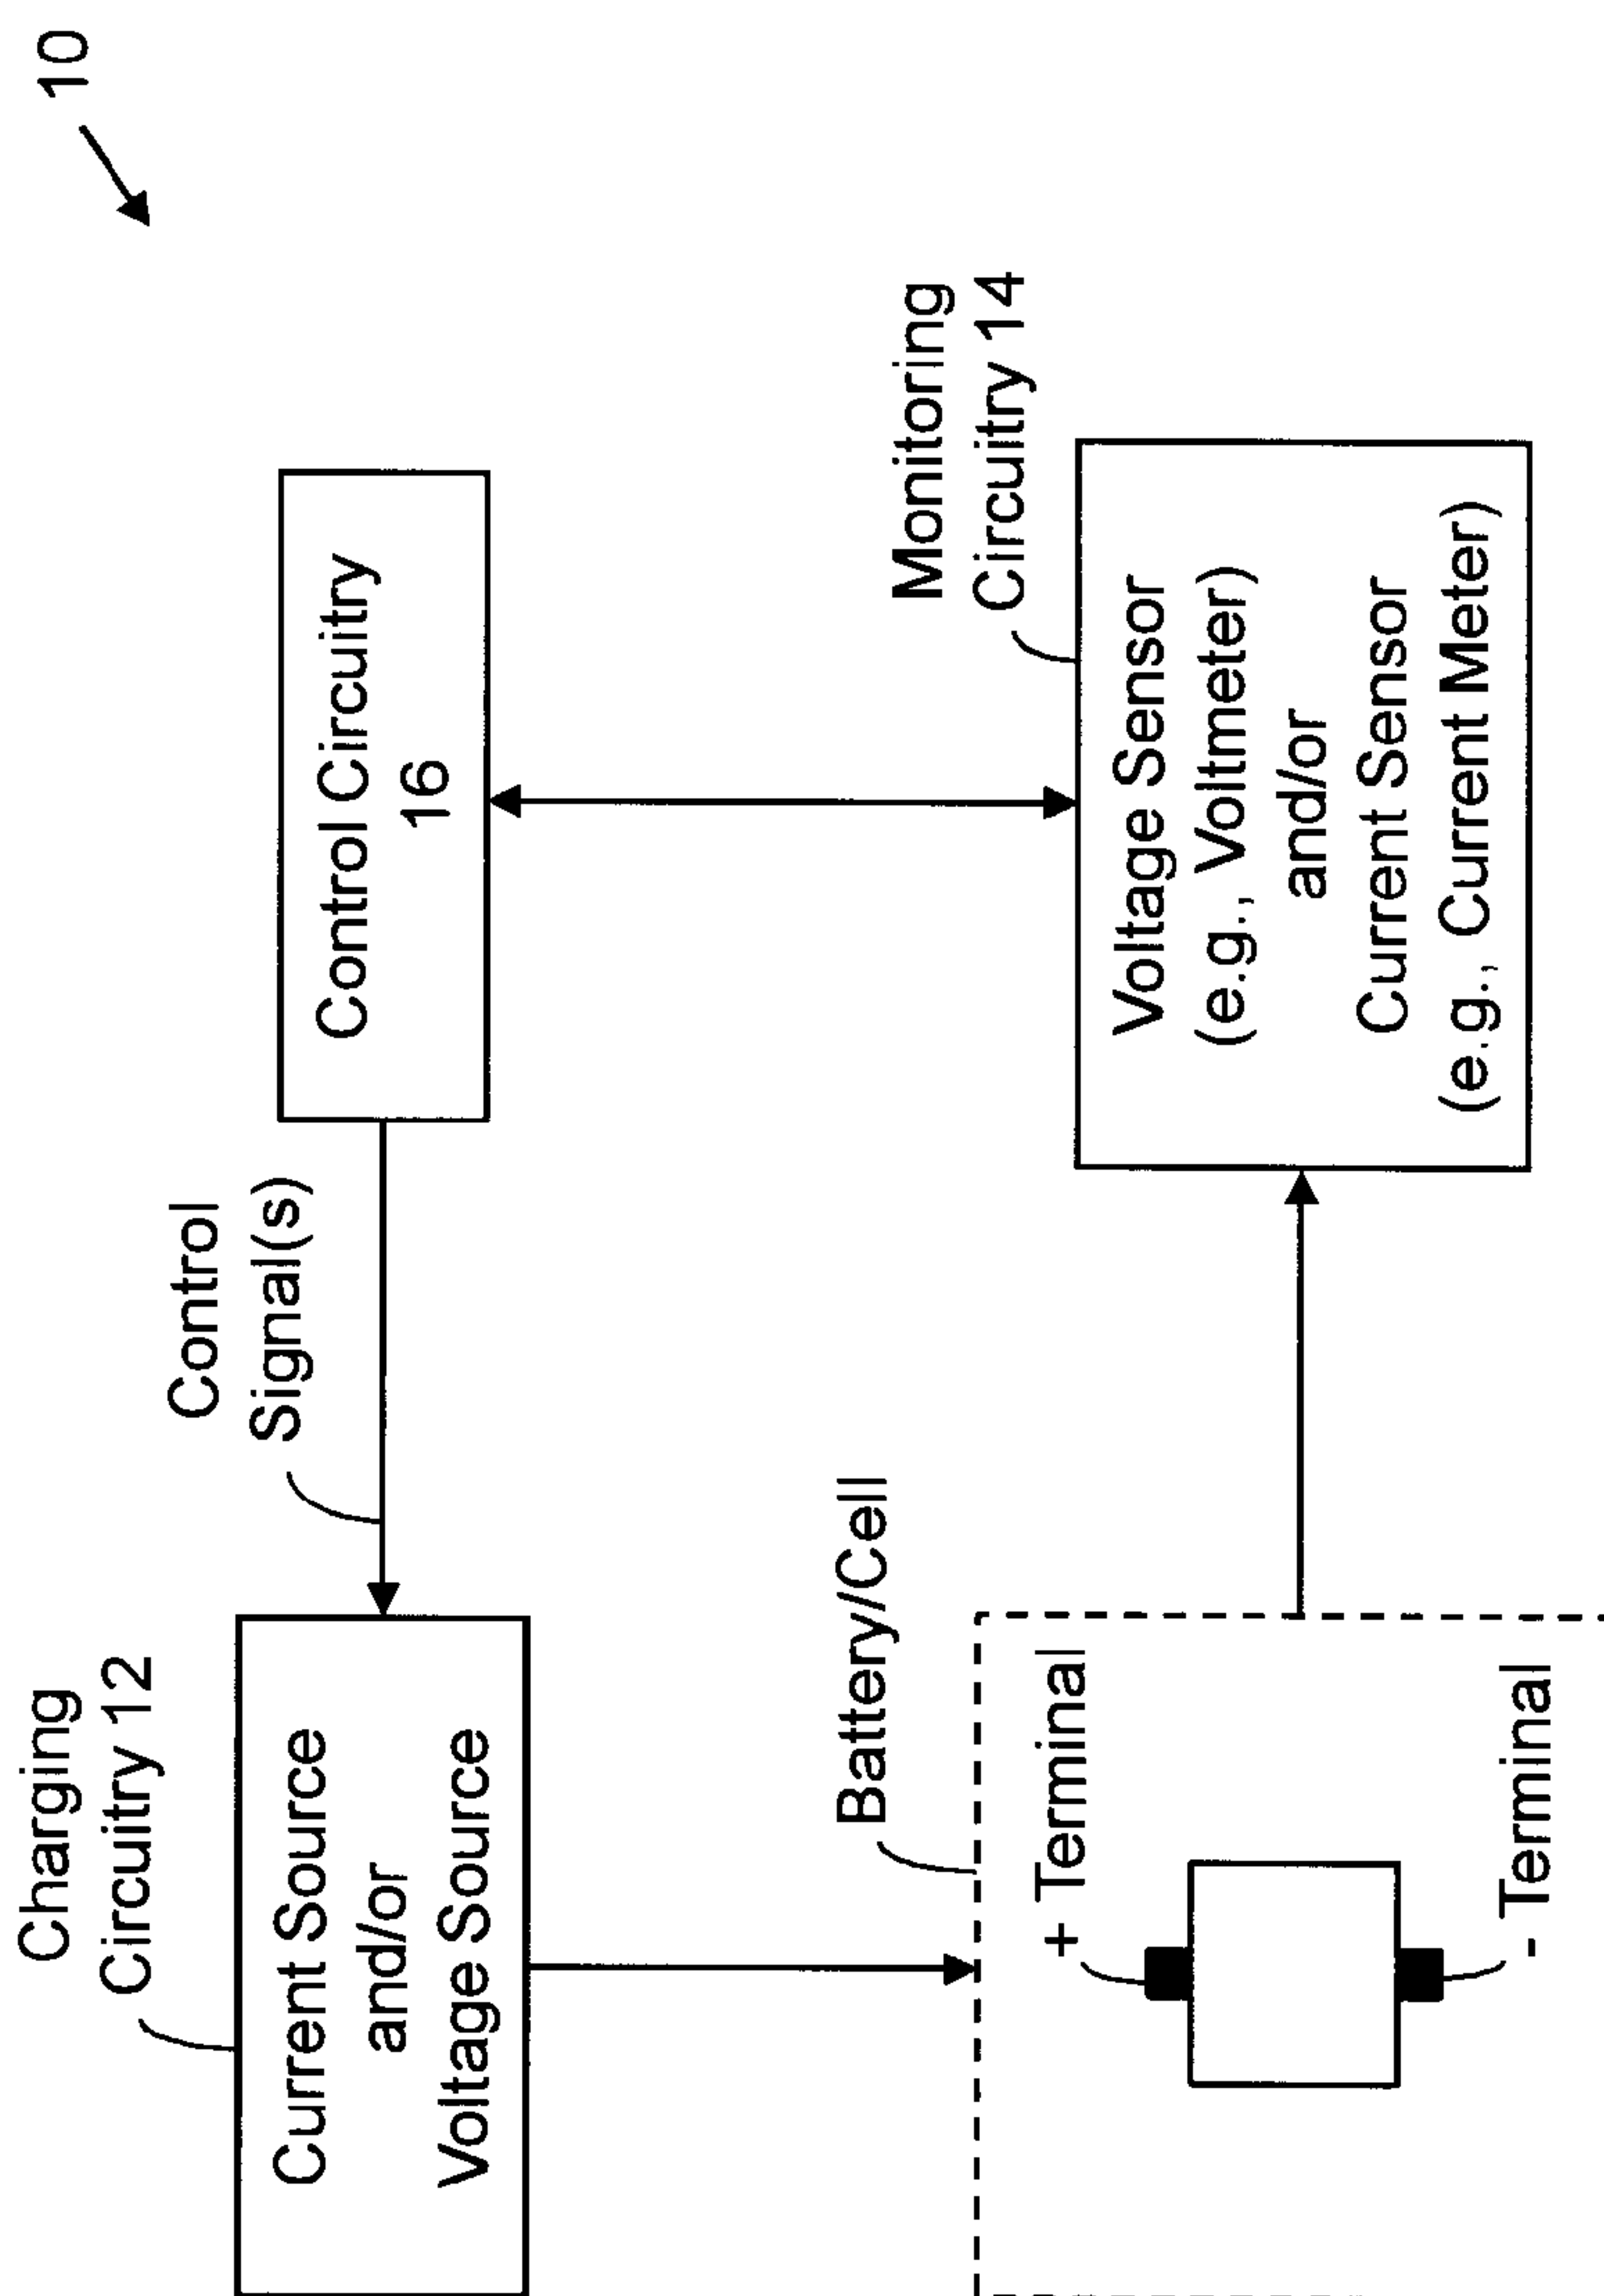 10
Charging
Circuitry 12
Current Source
and/or
Voltage Source
Control
Signal(s)
Control Circuitry
16
Battery/Cell
+ Terminal
- Terminal
Monitoring
Circuitry 14
Voltage Sensor
(e.g., Voltmeter)
and/or
Current Sensor
(e.g., Current Meter)